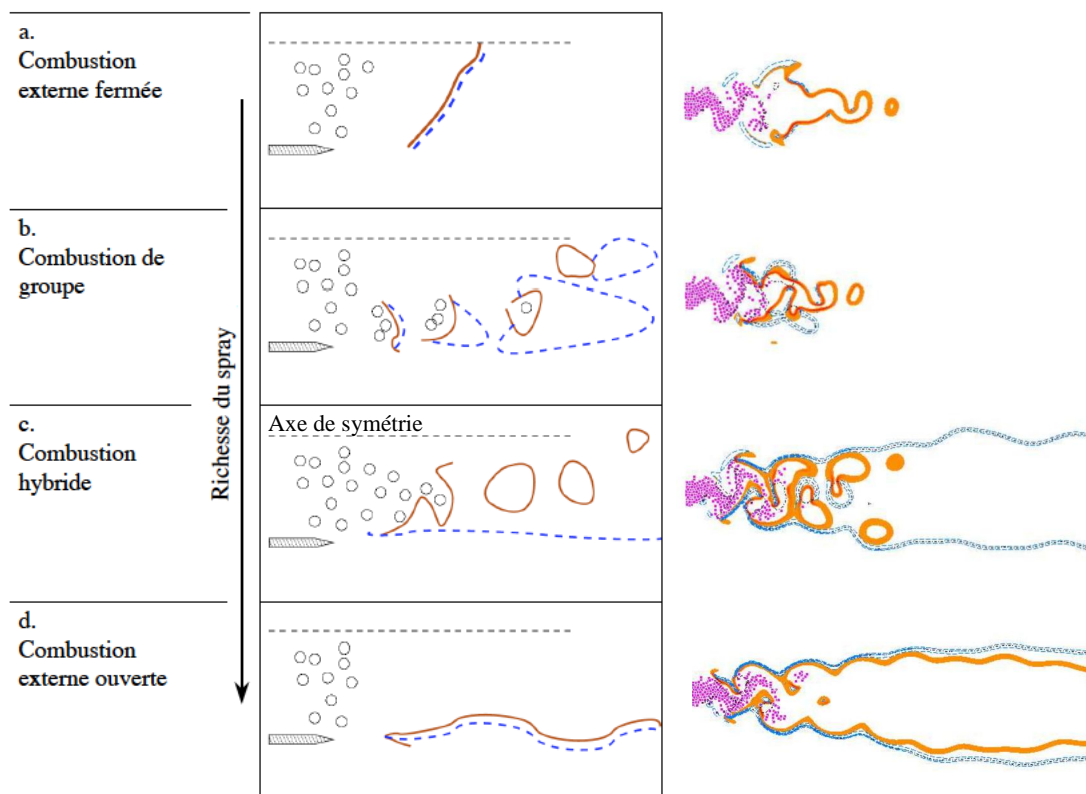 a.
Combustion
externe fermée
b.
Combustion de
groupe
c.
Combustion
hybride
d.
Combustion
externe ouverte
Richesse du spray
Axe de symétrie